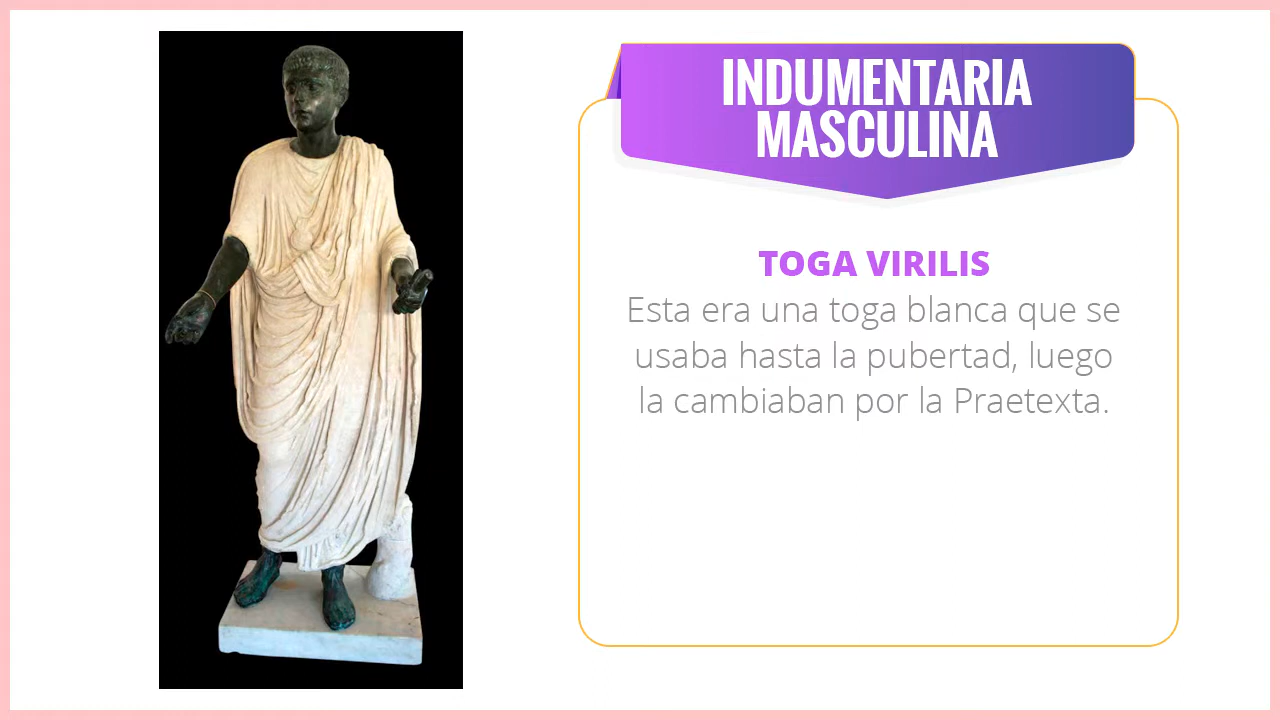 INDUMENTARIA
MASCULINA
TOGA VIRILIS
Esta era una toga blanca que se
usaba hasta la pubertad, luego
la cambiaban por la Praetexta.